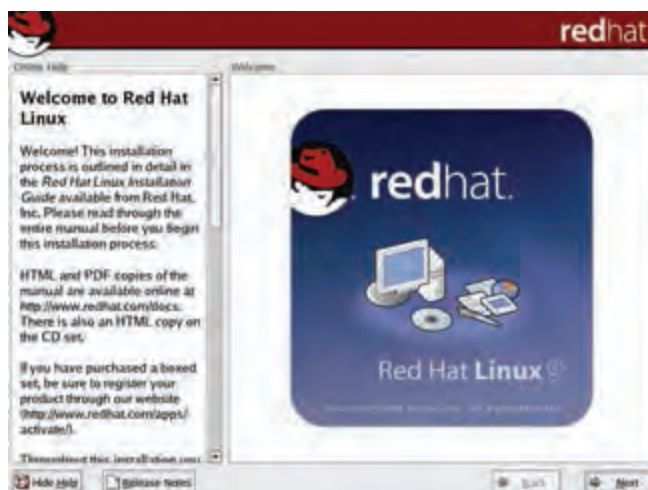 redhat
Online Help
Welcome
Welcome to Red Hat
Linux
Welcome! This installation
process is outlined in detail in
the Red Hat Linux Installation
Guide available from Red Hat,
Inc. Please read through the
entire manual before you begin
this installation process.
HTML and PDF copies of the
manual are available online at
http://www.redhat.com/docs.
There is also an HTML copy on
the CD set.
If you have purchased a boxed
set, be sure to register your
product through our website
(http://www.redhat.com/apps/
activate/).
Throughout this installation you
redhat.
Red Hat Linux 9
Hide Help
Release Notes
Back
Next